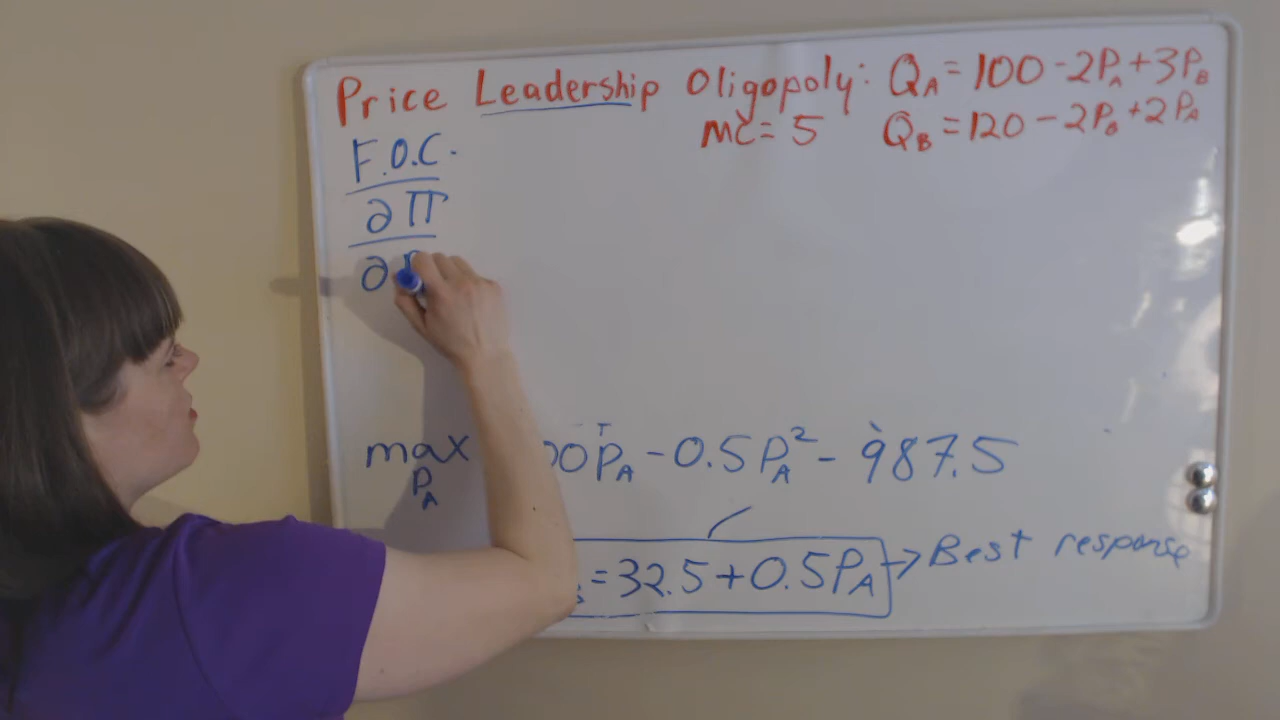 Price Leadership Oligopoly: Q_A = 100 - 2P_A + 3P_B
MC = 5 Q_B = 120 - 2P_B + 2P_A
F.O.C.
∂π
∂
max 00P_A - 0.5P_A² - 987.5
P_A
= 32.5 + 0.5P_A → Best response